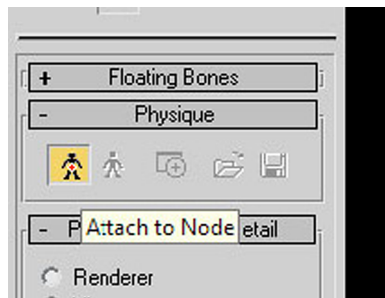 + Floating Bones
- Physique
Attach to Node
- P etail
Renderer